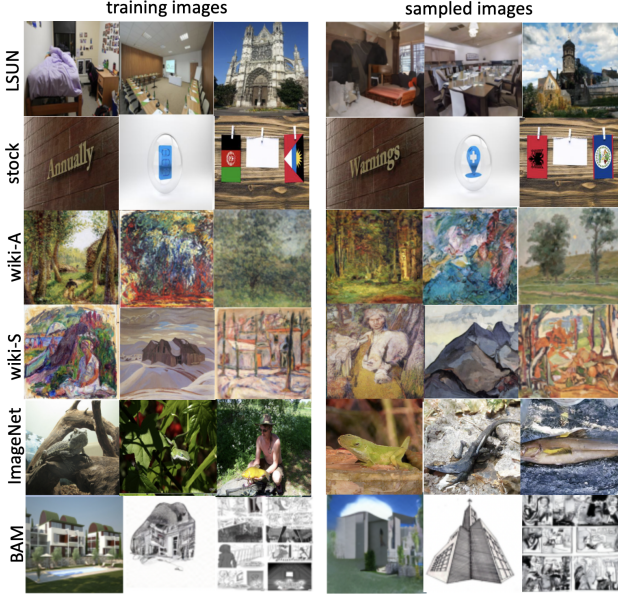 training images
sampled images
LSUN
stock
Annually
Warnings
wiki-A
wiki-S
ImageNet
BAM